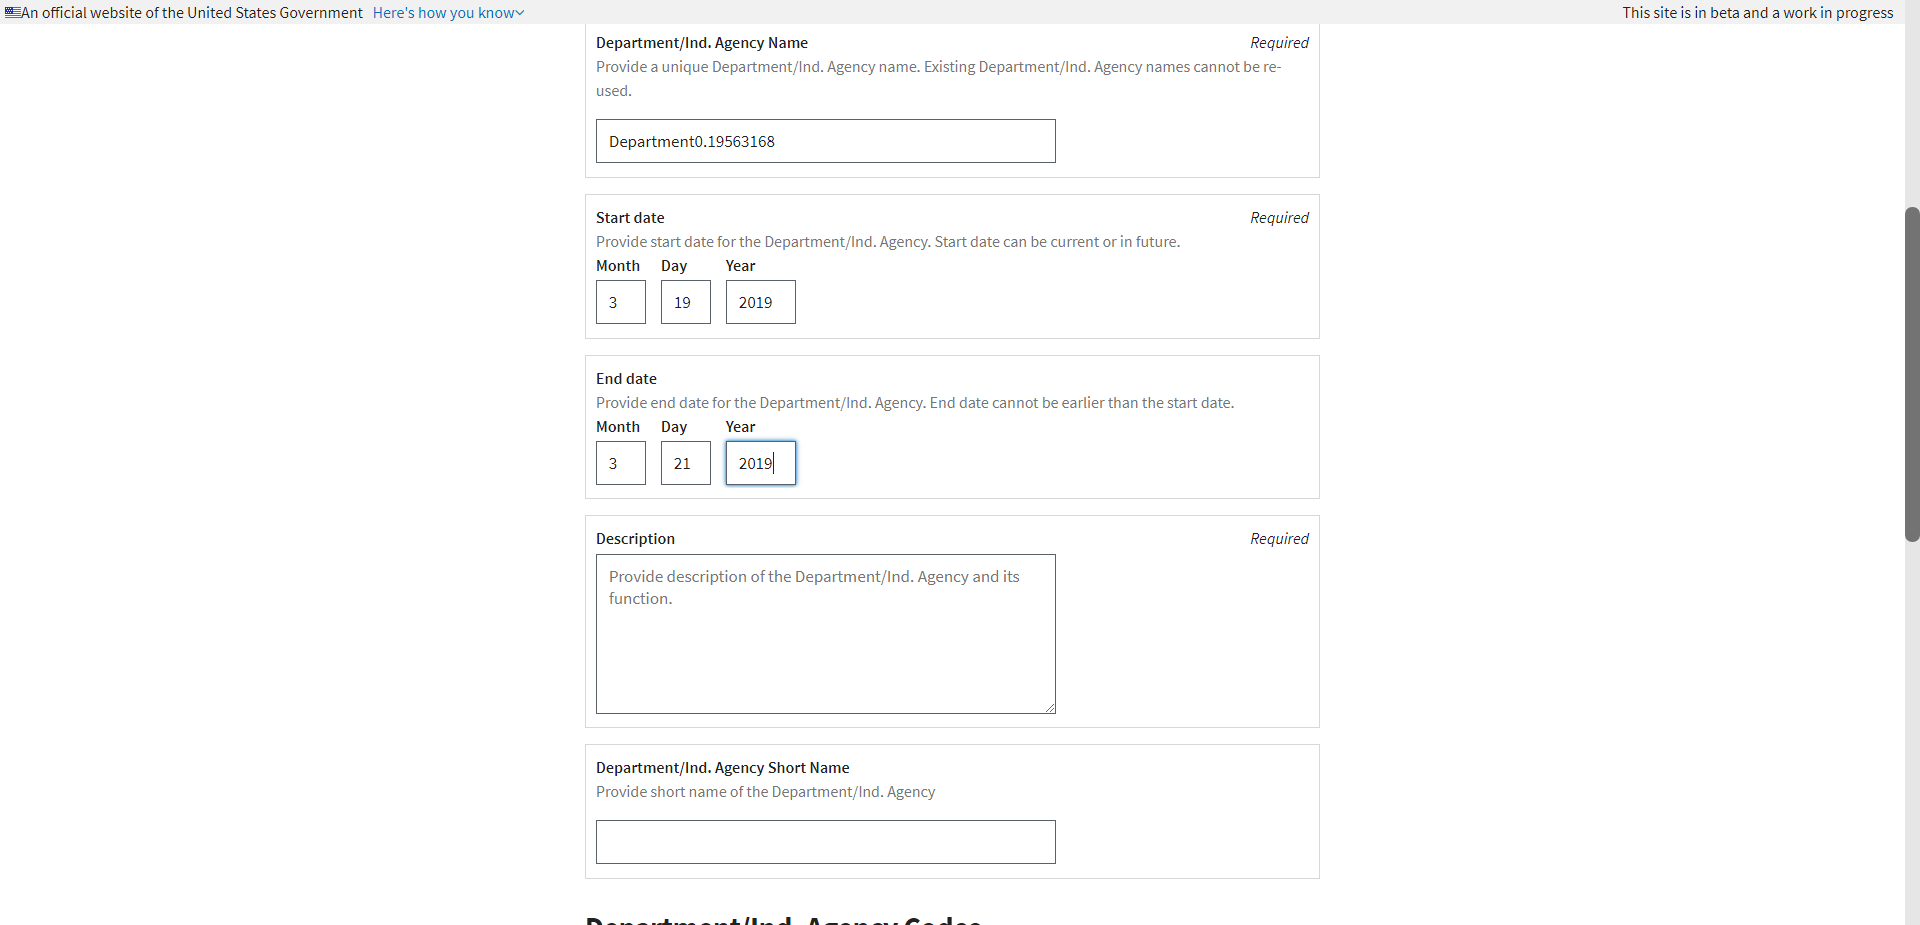 An official website of the United States Government Here's how you know
This site is in beta and a work in progress
Department/Ind. Agency Name
Required
Provide a unique Department/Ind. Agency name. Existing Department/Ind. Agency names cannot be re-
used.
Department0.19563168
Start date
Required
Provide start date for the Department/Ind. Agency. Start date can be current or in future.
Month Day Year
3 19 2019
End date
Provide end date for the Department/Ind. Agency. End date cannot be earlier than the start date.
Month Day Year
3 21 2019
Description
Required
Provide description of the Department/Ind. Agency and its
function.
Department/Ind. Agency Short Name
Provide short name of the Department/Ind. Agency
Department/Ind. Agency Codes